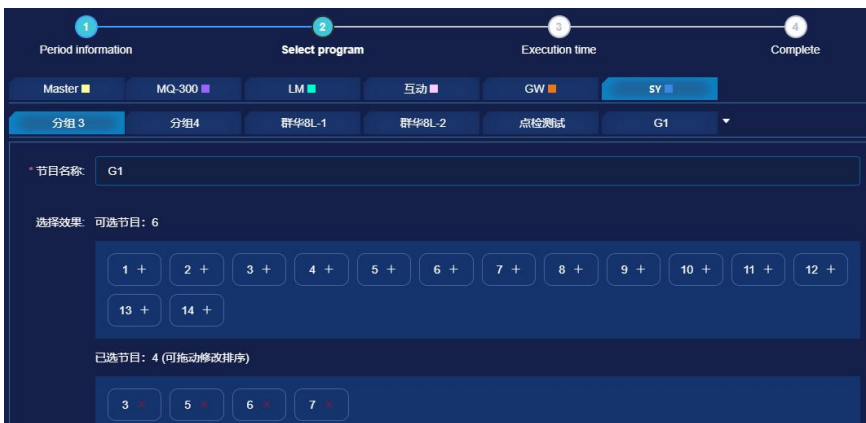 1 2 3 4
Period information Select program Execution time Complete
Master MQ-300 LM 互动 GW SY
分组3 分组4 群华8L-1 群华8L-2 点检测试 G1
*节目名称: G1
选择效果: 可选节目：6
1 + 2 + 3 + 4 + 5 + 6 + 7 + 8 + 9 + 10 + 11 + 12 +
13 + 14 +
已选节目：4 (可拖动修改排序)
3 × 5 × 6 × 7 ×